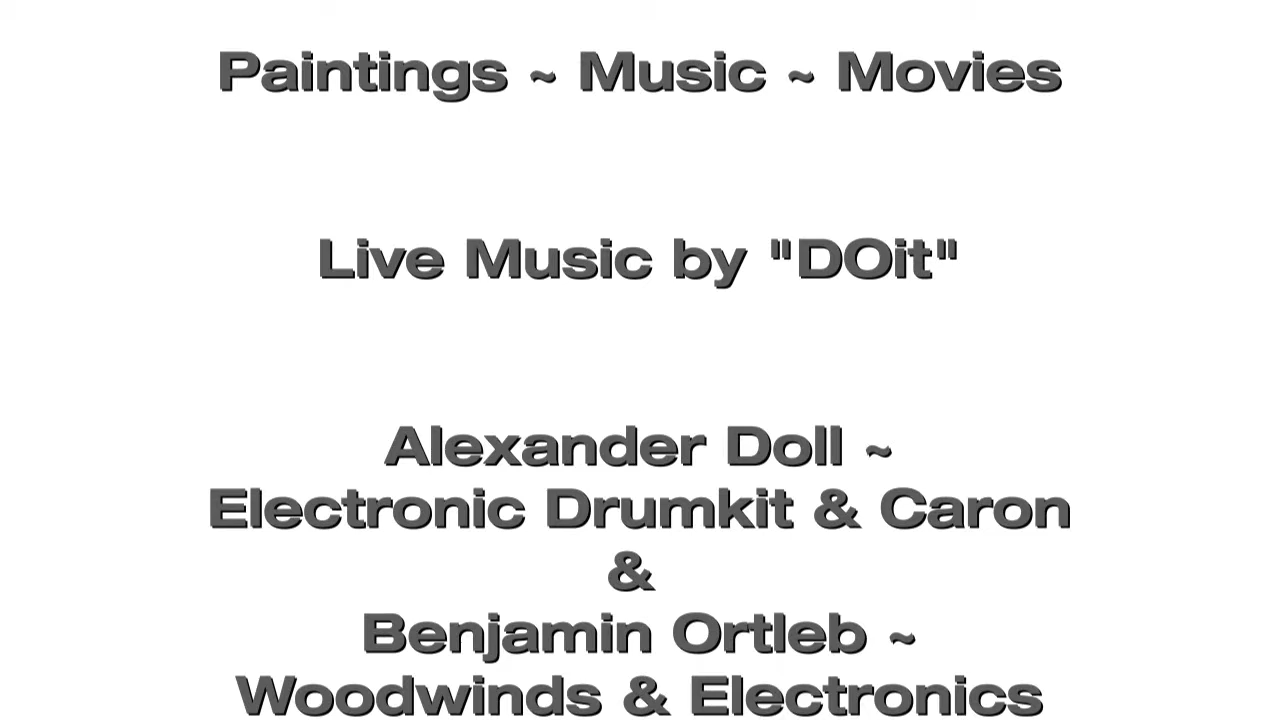 Paintings ~ Music ~ Movies
Live Music by "DOit"
Alexander Doll ~
Electronic Drumkit & Caron
&
Benjamin Ortleb ~
Woodwinds & Electronics